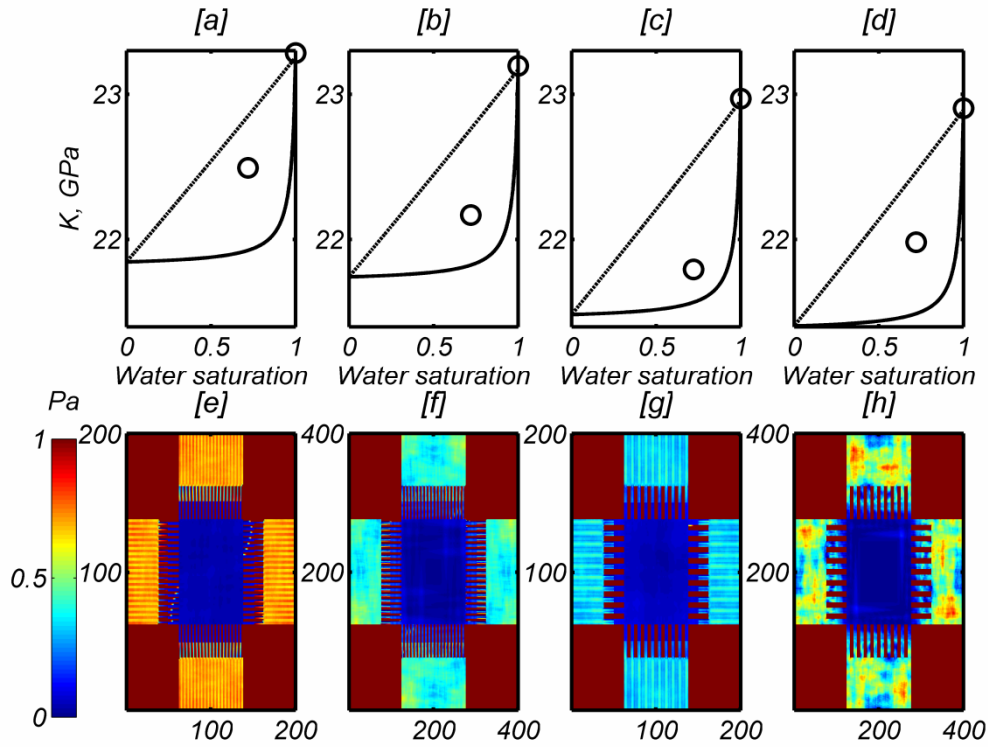 [a] [b] [c] [d]
23 23 23 23
K, GPa
22 22 22 22
0 0.5 1 0 0.5 1 0 0.5 1 0 0.5 1
Water saturation Water saturation Water saturation Water saturation
Pa [e] [f] [g] [h]
1 200 400 200 400
0.5 100 200 100 200
0
100 200 200 400 100 200 200 400